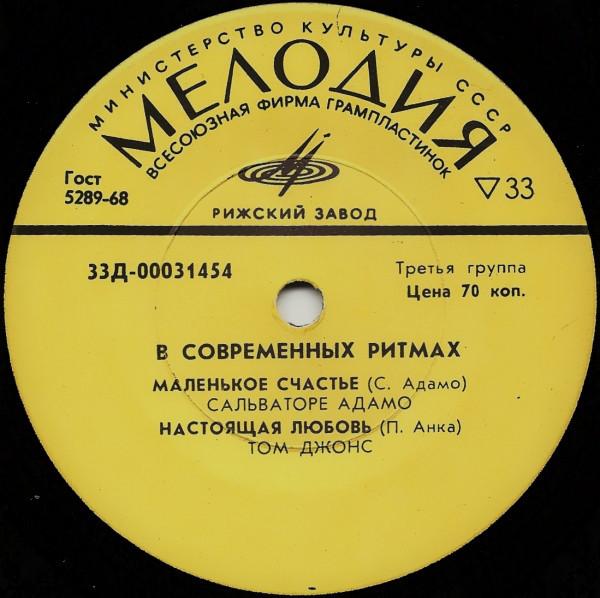 МИНИСТЕРСТВО КУЛЬТУРЫ СССР
МЕЛОДИЯ
ВСЕСОЮЗНАЯ ФИРМА ГРАМПЛАСТИНОК
Гост
5289-68
▽33
РИЖСКИЙ ЗАВОД
33Д-00031454
Третья группа
Цена 70 коп.
В СОВРЕМЕННЫХ РИТМАХ
МАЛЕНЬКОЕ СЧАСТЬЕ (С. Адамо)
САЛЬВАТОРЕ АДАМО
НАСТОЯЩАЯ ЛЮБОВЬ (П. Анка)
ТОМ ДЖОНС